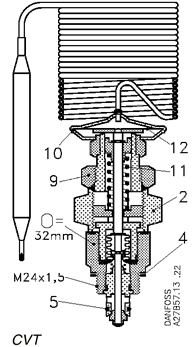 10
12
9
11
2
32mm
4
M24x1,5
5
DANFOSS
A27B57.13 .22
CVT